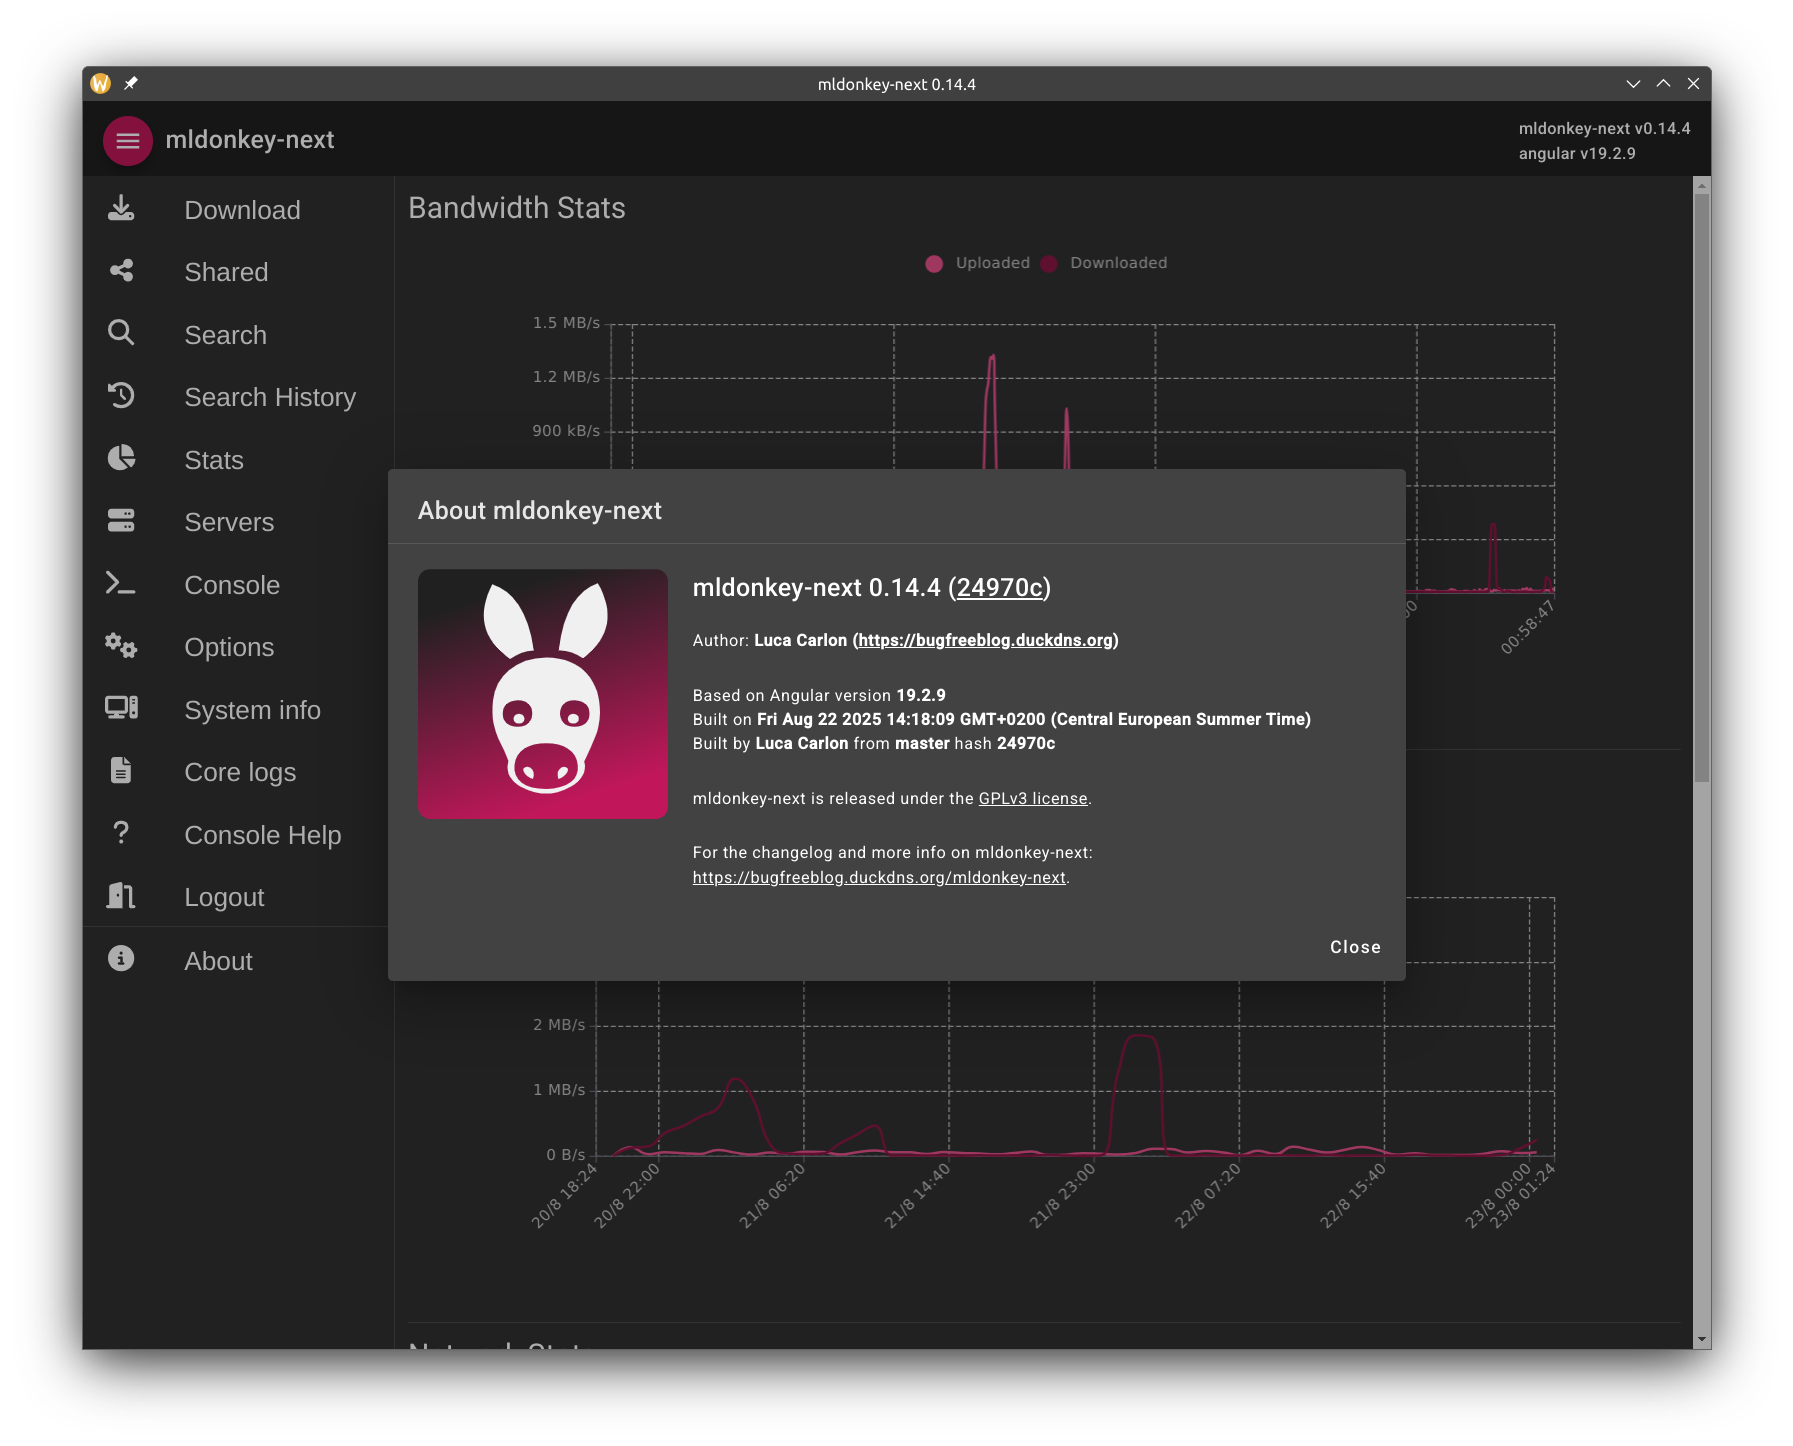 mldonkey-next 0.14.4
mldonkey-next
mldonkey-next v0.14.4
angular v19.2.9
Download
Shared
Search
Search History
Stats
Servers
Console
Options
System info
Core logs
Console Help
Logout
About
Bandwidth Stats
Uploaded
Downloaded
1.5 MB/s
1.2 MB/s
900 kB/s
00:58:47
About mldonkey-next
mldonkey-next 0.14.4 (24970c)
Author: Luca Carlon (https://bugfreeblog.duckdns.org)
Based on Angular version 19.2.9
Built on Fri Aug 22 2025 14:18:09 GMT+0200 (Central European Summer Time)
Built by Luca Carlon from master hash 24970c
mldonkey-next is released under the GPLv3 license.
For the changelog and more info on mldonkey-next:
https://bugfreeblog.duckdns.org/mldonkey-next.
Close
2 MB/s
1 MB/s
0 B/s
20/8 18:24
20/8 22:00
21/8 06:20
21/8 14:40
21/8 23:00
22/8 07:20
22/8 15:40
23/8 00:00
23/8 01:24